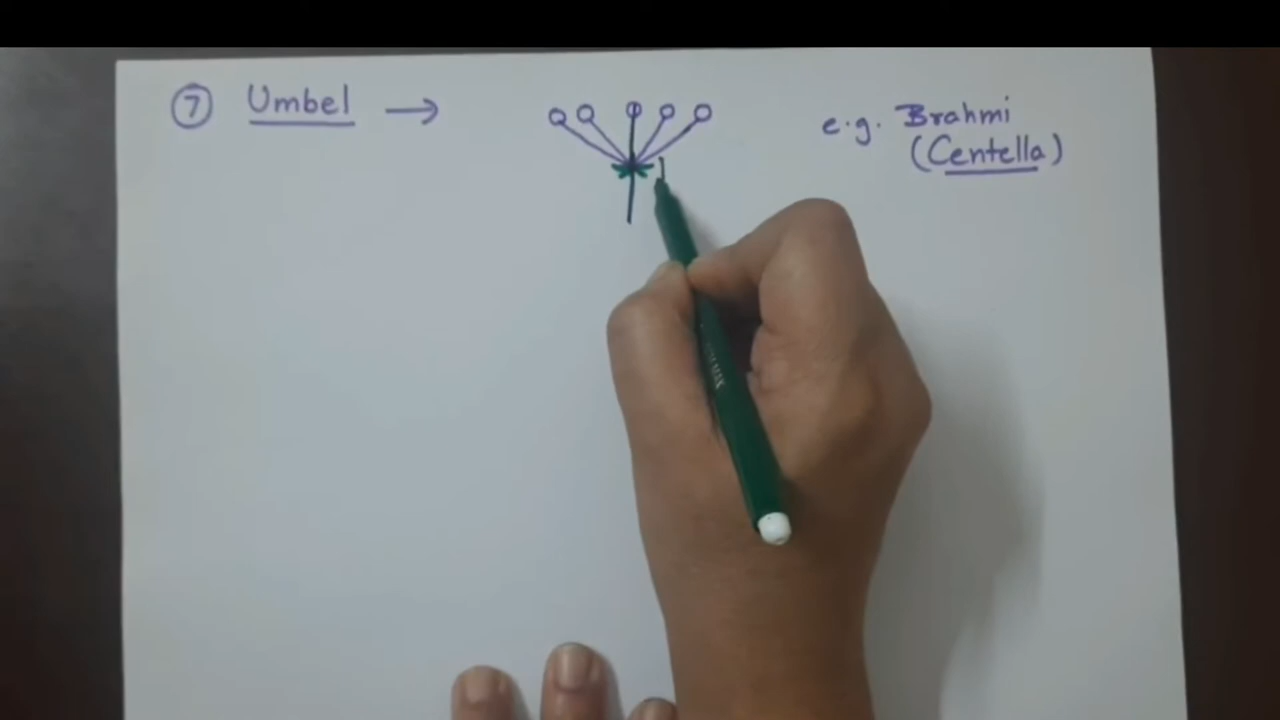 ⑦ Umbel → e.g. Brahmi
(Centella)